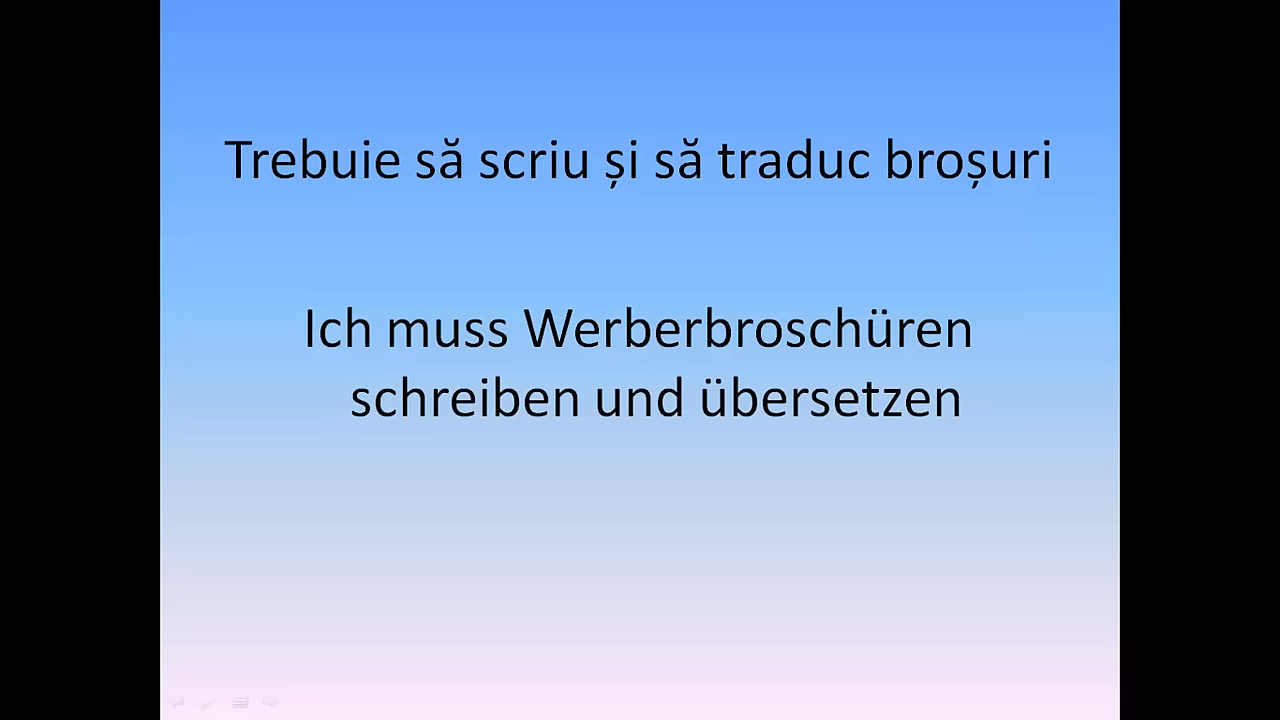 Trebuie să scriu și să traduc broșuri
Ich muss Werberbroschüren
schreiben und übersetzen